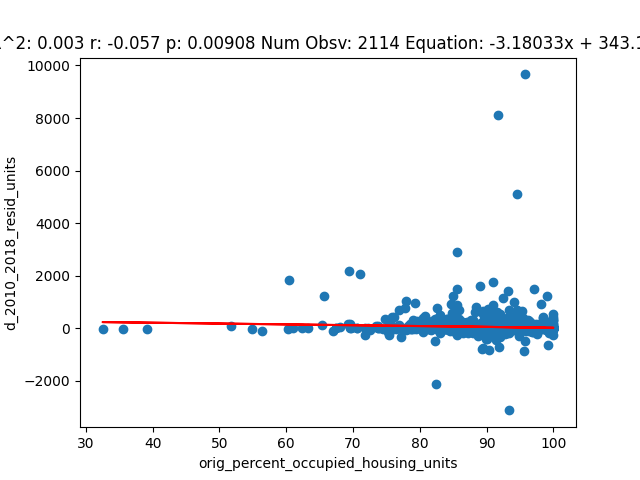 ^2: 0.003 r: -0.057 p: 0.00908 Num Obsv: 2114 Equation: -3.18033x + 343.1
10000
8000
6000
4000
2000
0
−2000
d_2010_2018_resid_units
30 40 50 60 70 80 90 100
orig_percent_occupied_housing_units